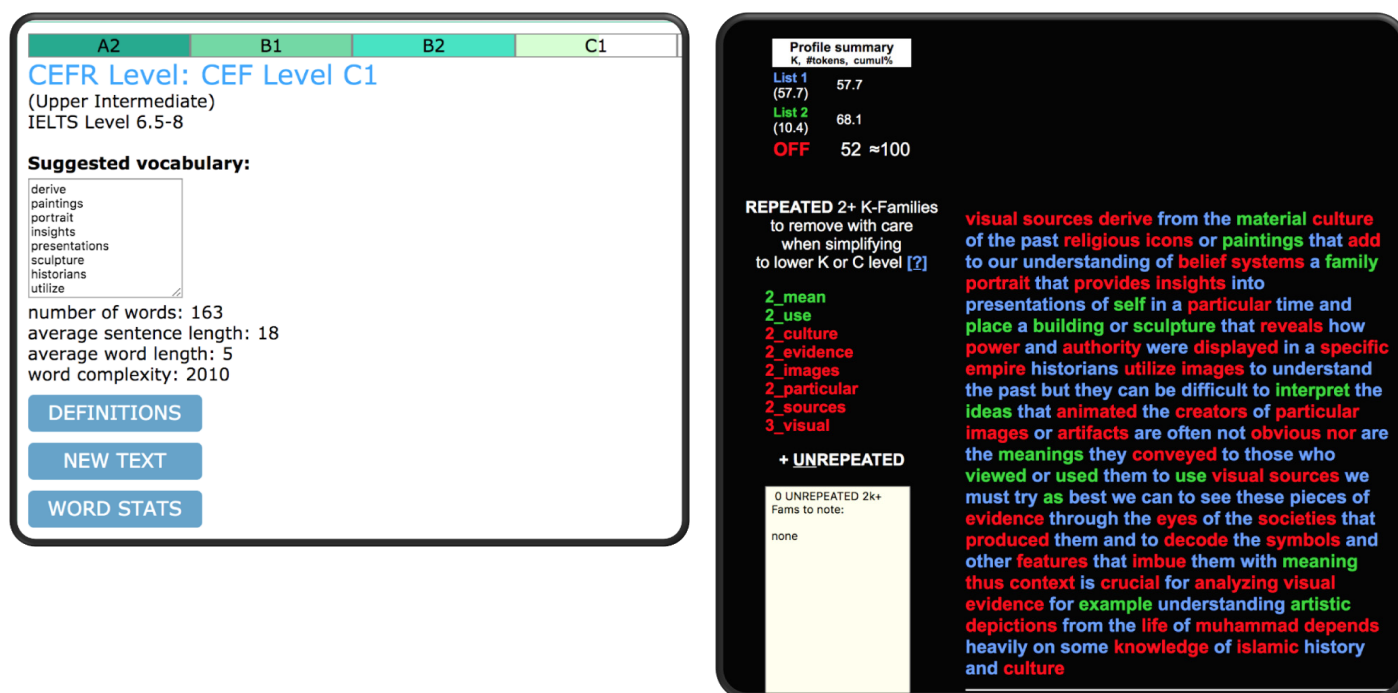 A2 B1 B2 C1
CEFR Level: CEF Level C1
(Upper Intermediate)
IELTS Level 6.5-8
Suggested vocabulary:
derive
paintings
portrait
insights
presentations
sculpture
historians
utilize
number of words: 163
average sentence length: 18
average word length: 5
word complexity: 2010
DEFINITIONS
NEW TEXT
WORD STATS
Profile summary
K, #tokens, cumul%
List 1
(57.7) 57.7
List 2
(10.4) 68.1
OFF 52 ≈100
REPEATED 2+ K-Families
to remove with care
when simplifying
to lower K or C level [?]
2_mean
2_use
2_culture
2_evidence
2_images
2_particular
2_sources
3_visual
+ UNREPEATED
0 UNREPEATED 2k+
Fams to note:
none
visual sources derive from the material culture
of the past religious icons or paintings that add
to our understanding of belief systems a family
portrait that provides insights into
presentations of self in a particular time and
place a building or sculpture that reveals how
power and authority were displayed in a specific
empire historians utilize images to understand
the past but they can be difficult to interpret the
ideas that animated the creators of particular
images or artifacts are often not obvious nor are
the meanings they conveyed to those who
viewed or used them to use visual sources we
must try as best we can to see these pieces of
evidence through the eyes of the societies that
produced them and to decode the symbols and
other features that imbue them with meaning
thus context is crucial for analyzing visual
evidence for example understanding artistic
depictions from the life of muhammad depends
heavily on some knowledge of islamic history
and culture